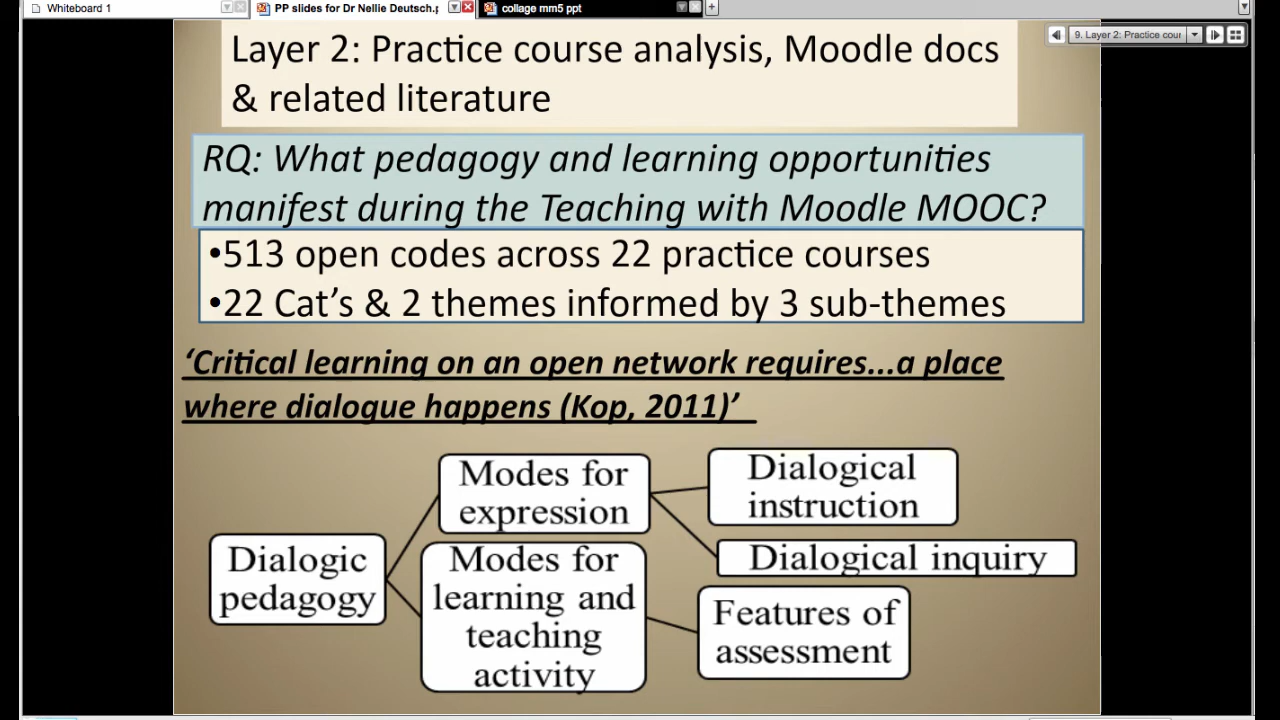 Whiteboard 1
PP slides for Dr Nellie Deutsch.p
collage mm5 ppt
9. Layer 2: Practice cour
Layer 2: Practice course analysis, Moodle docs
& related literature
RQ: What pedagogy and learning opportunities
manifest during the Teaching with Moodle MOOC?
•513 open codes across 22 practice courses
•22 Cat’s & 2 themes informed by 3 sub-themes
‘Critical learning on an open network requires...a place
where dialogue happens (Kop, 2011)’
Dialogic
pedagogy
Modes for
expression
Modes for
learning and
teaching
activity
Dialogical
instruction
Dialogical inquiry
Features of
assessment